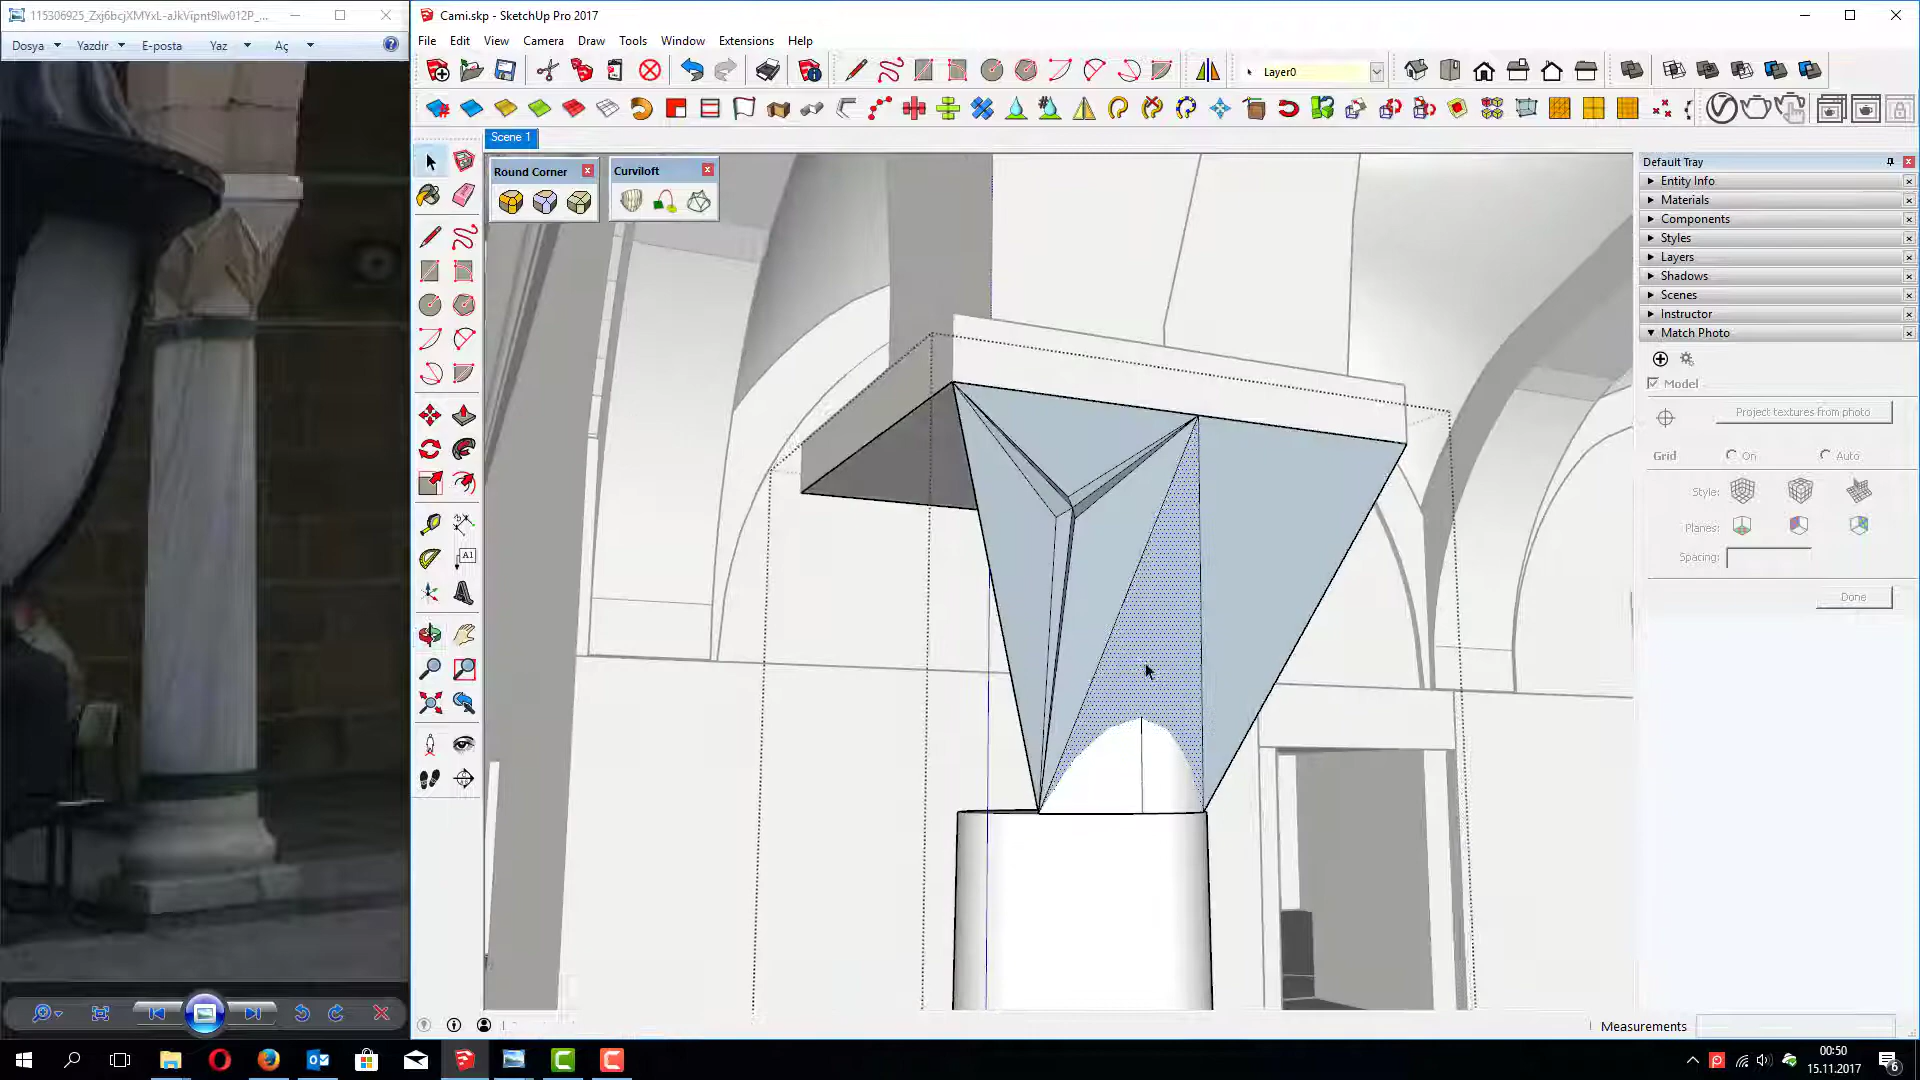 115306925_Zxj6bcjXMYxL-aJkVipnt9lw012P_...
Dosya
Yazdır
E-posta
Yaz
Aç
Cami.skp - SketchUp Pro 2017
File
Edit
View
Camera
Draw
Tools
Window
Extensions
Help
Layer0
Scene 1
Round Corner
Curviloft
A1
Default Tray
Entity Info
Materials
Components
Styles
Layers
Shadows
Scenes
Instructor
Match Photo
Model
Project textures from photo
Grid
On
Auto
Style:
Planes:
Spacing:
Done
Measurements
00:50
15.11.2017
6